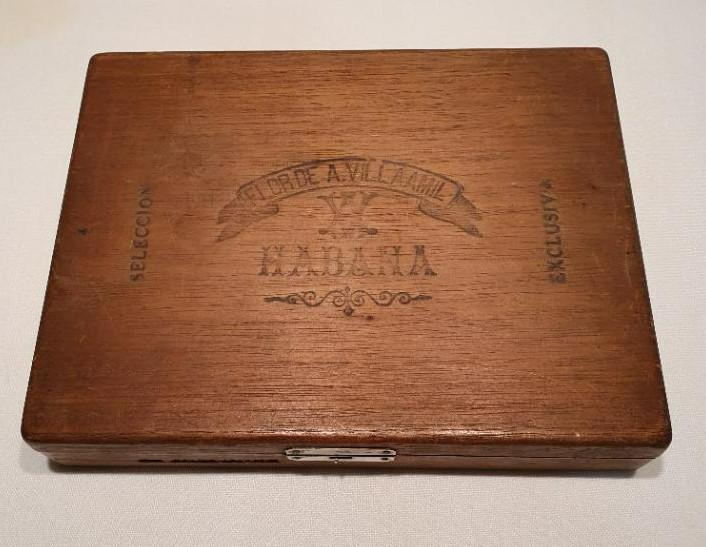 FLOR DE A. VILLAAMIL
Y
HABANA
SELECCION
EXCLUSIVA